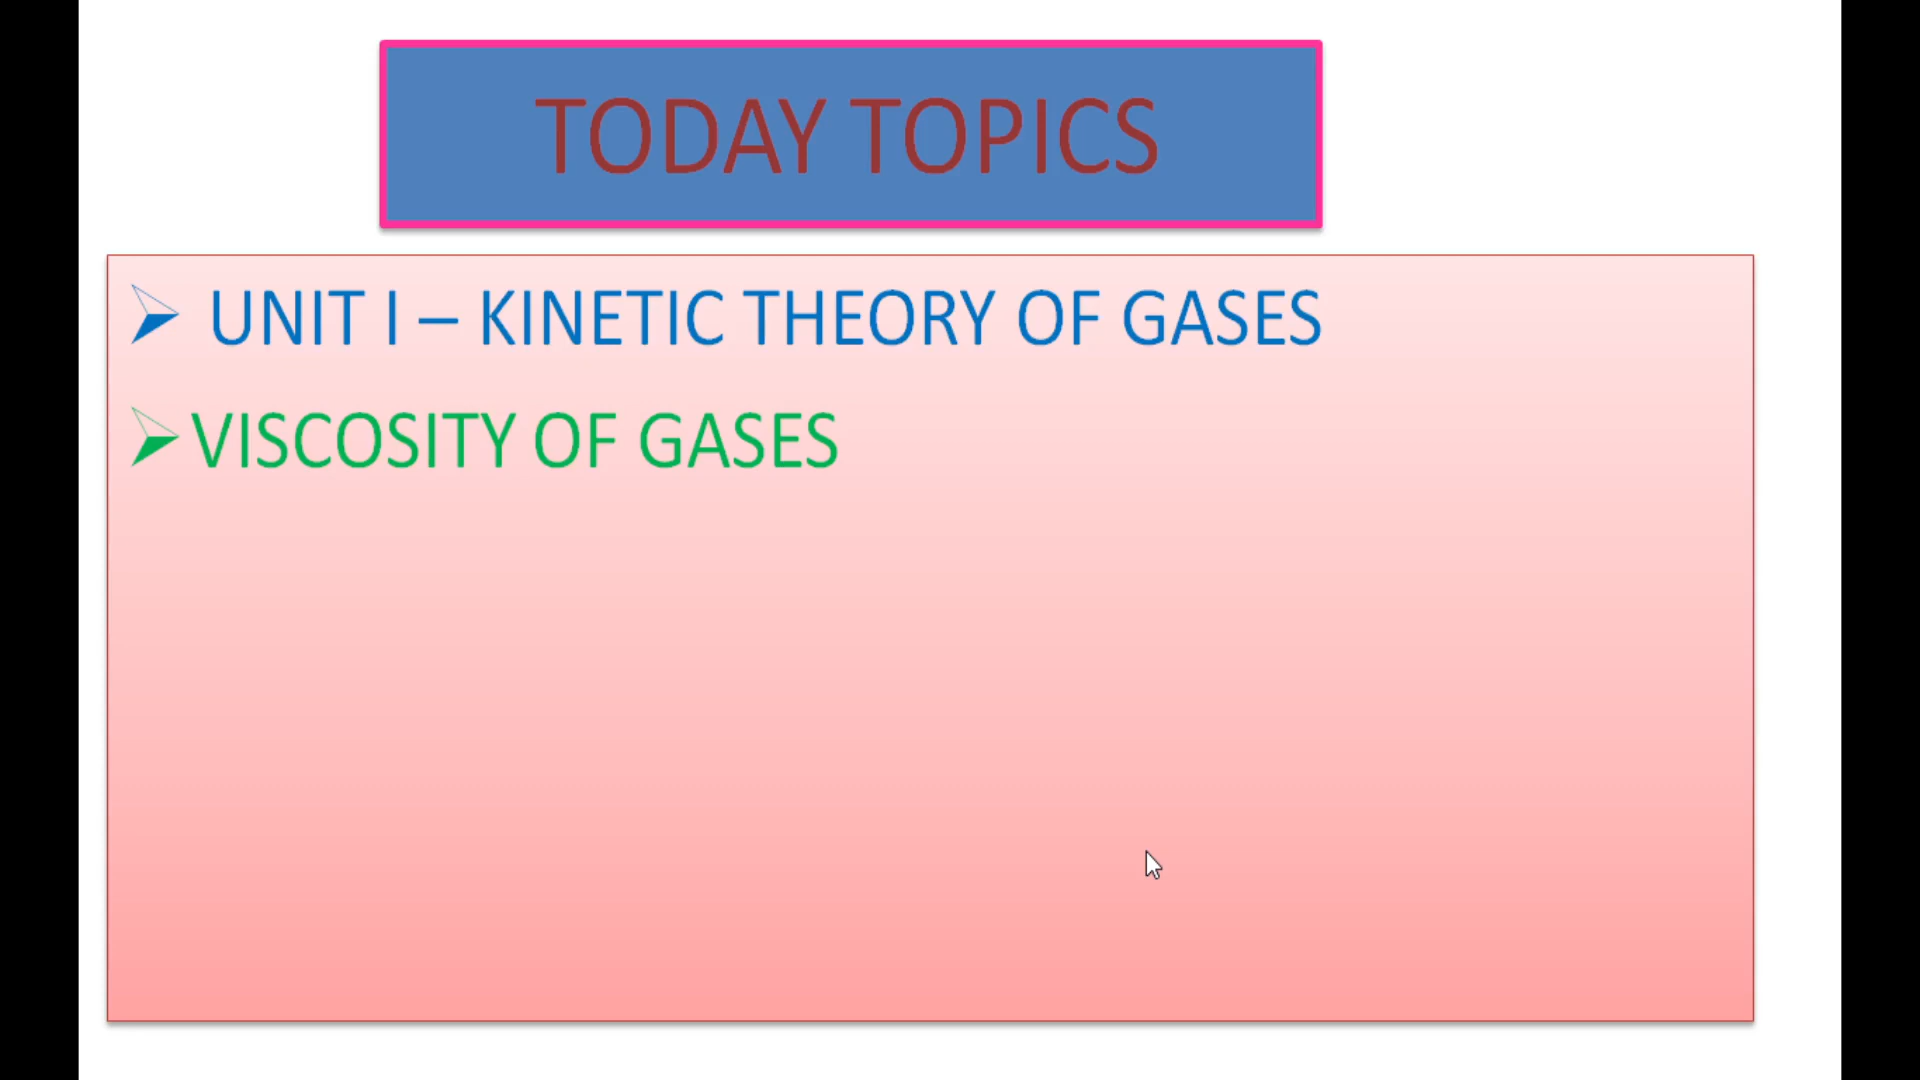 TODAY TOPICS
UNIT I – KINETIC THEORY OF GASES
VISCOSITY OF GASES